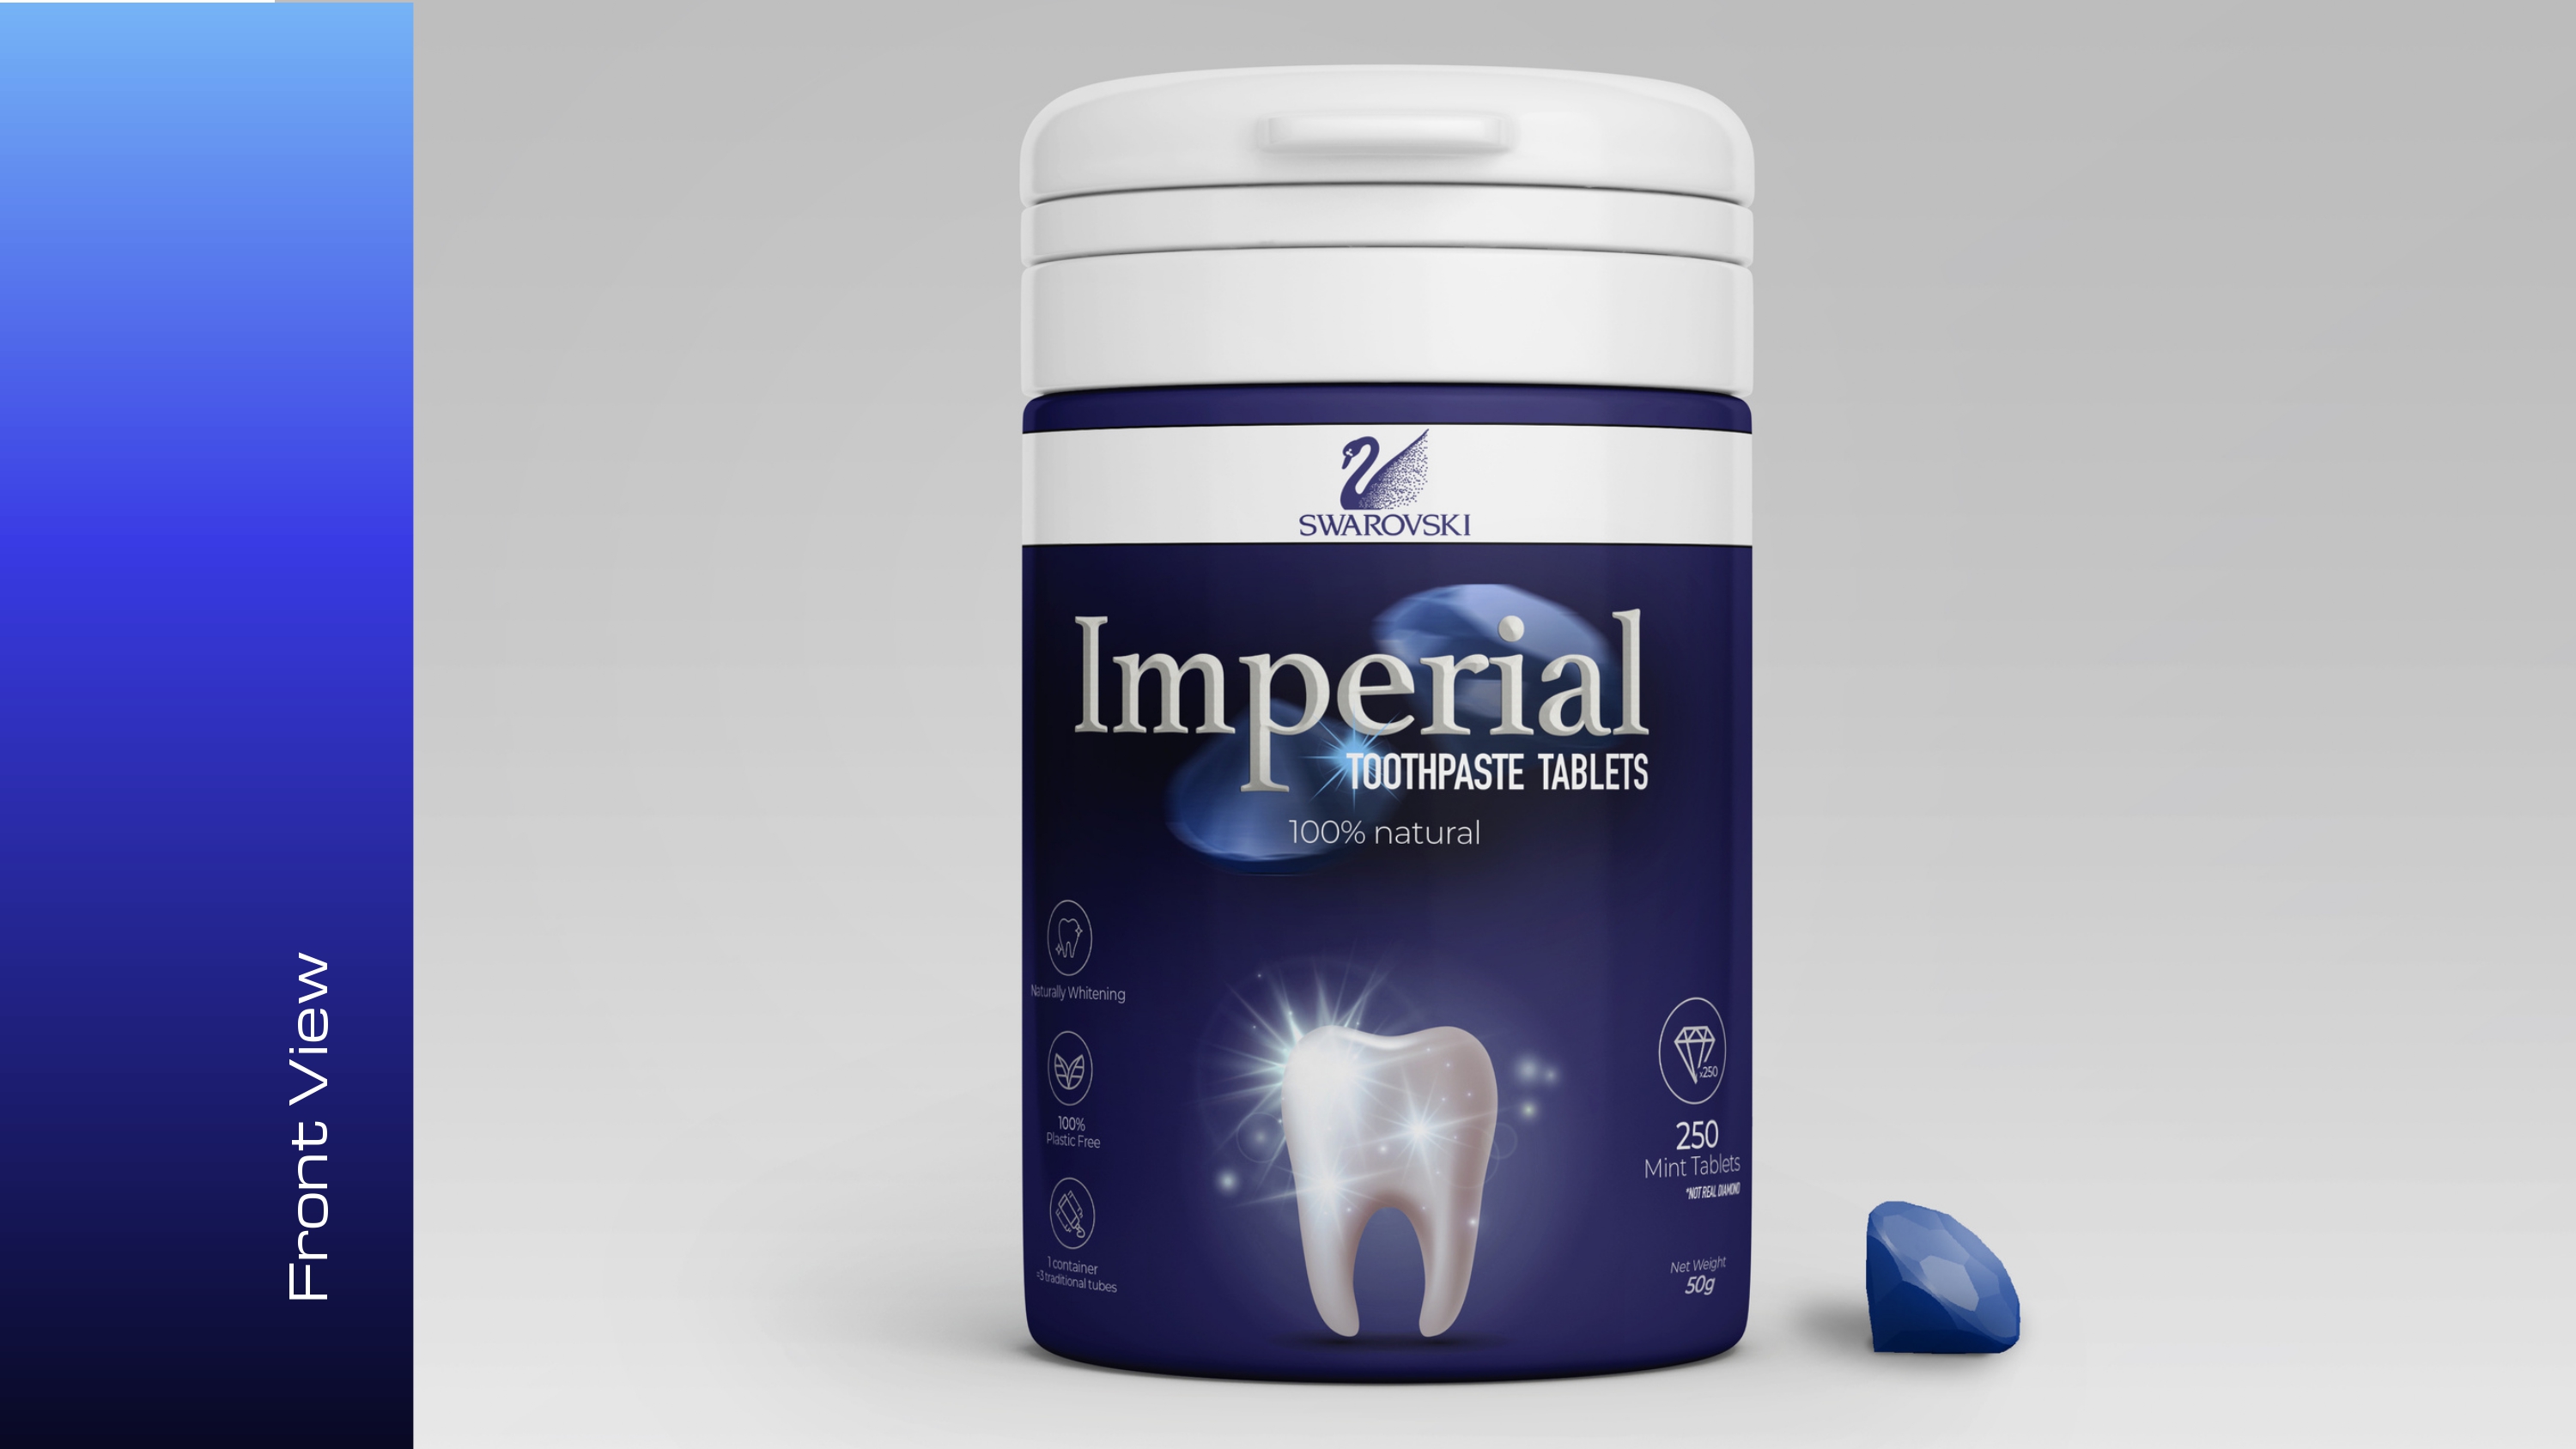 Front View
SWAROVSKI
Imperial
TOOTHPASTE TABLETS
100% natural
Naturally Whitening
100%
Plastic Free
1 container
=3 traditional tubes
x250
250
Mint Tablets
*NOT REAL DIAMOND
Net Weight
50g